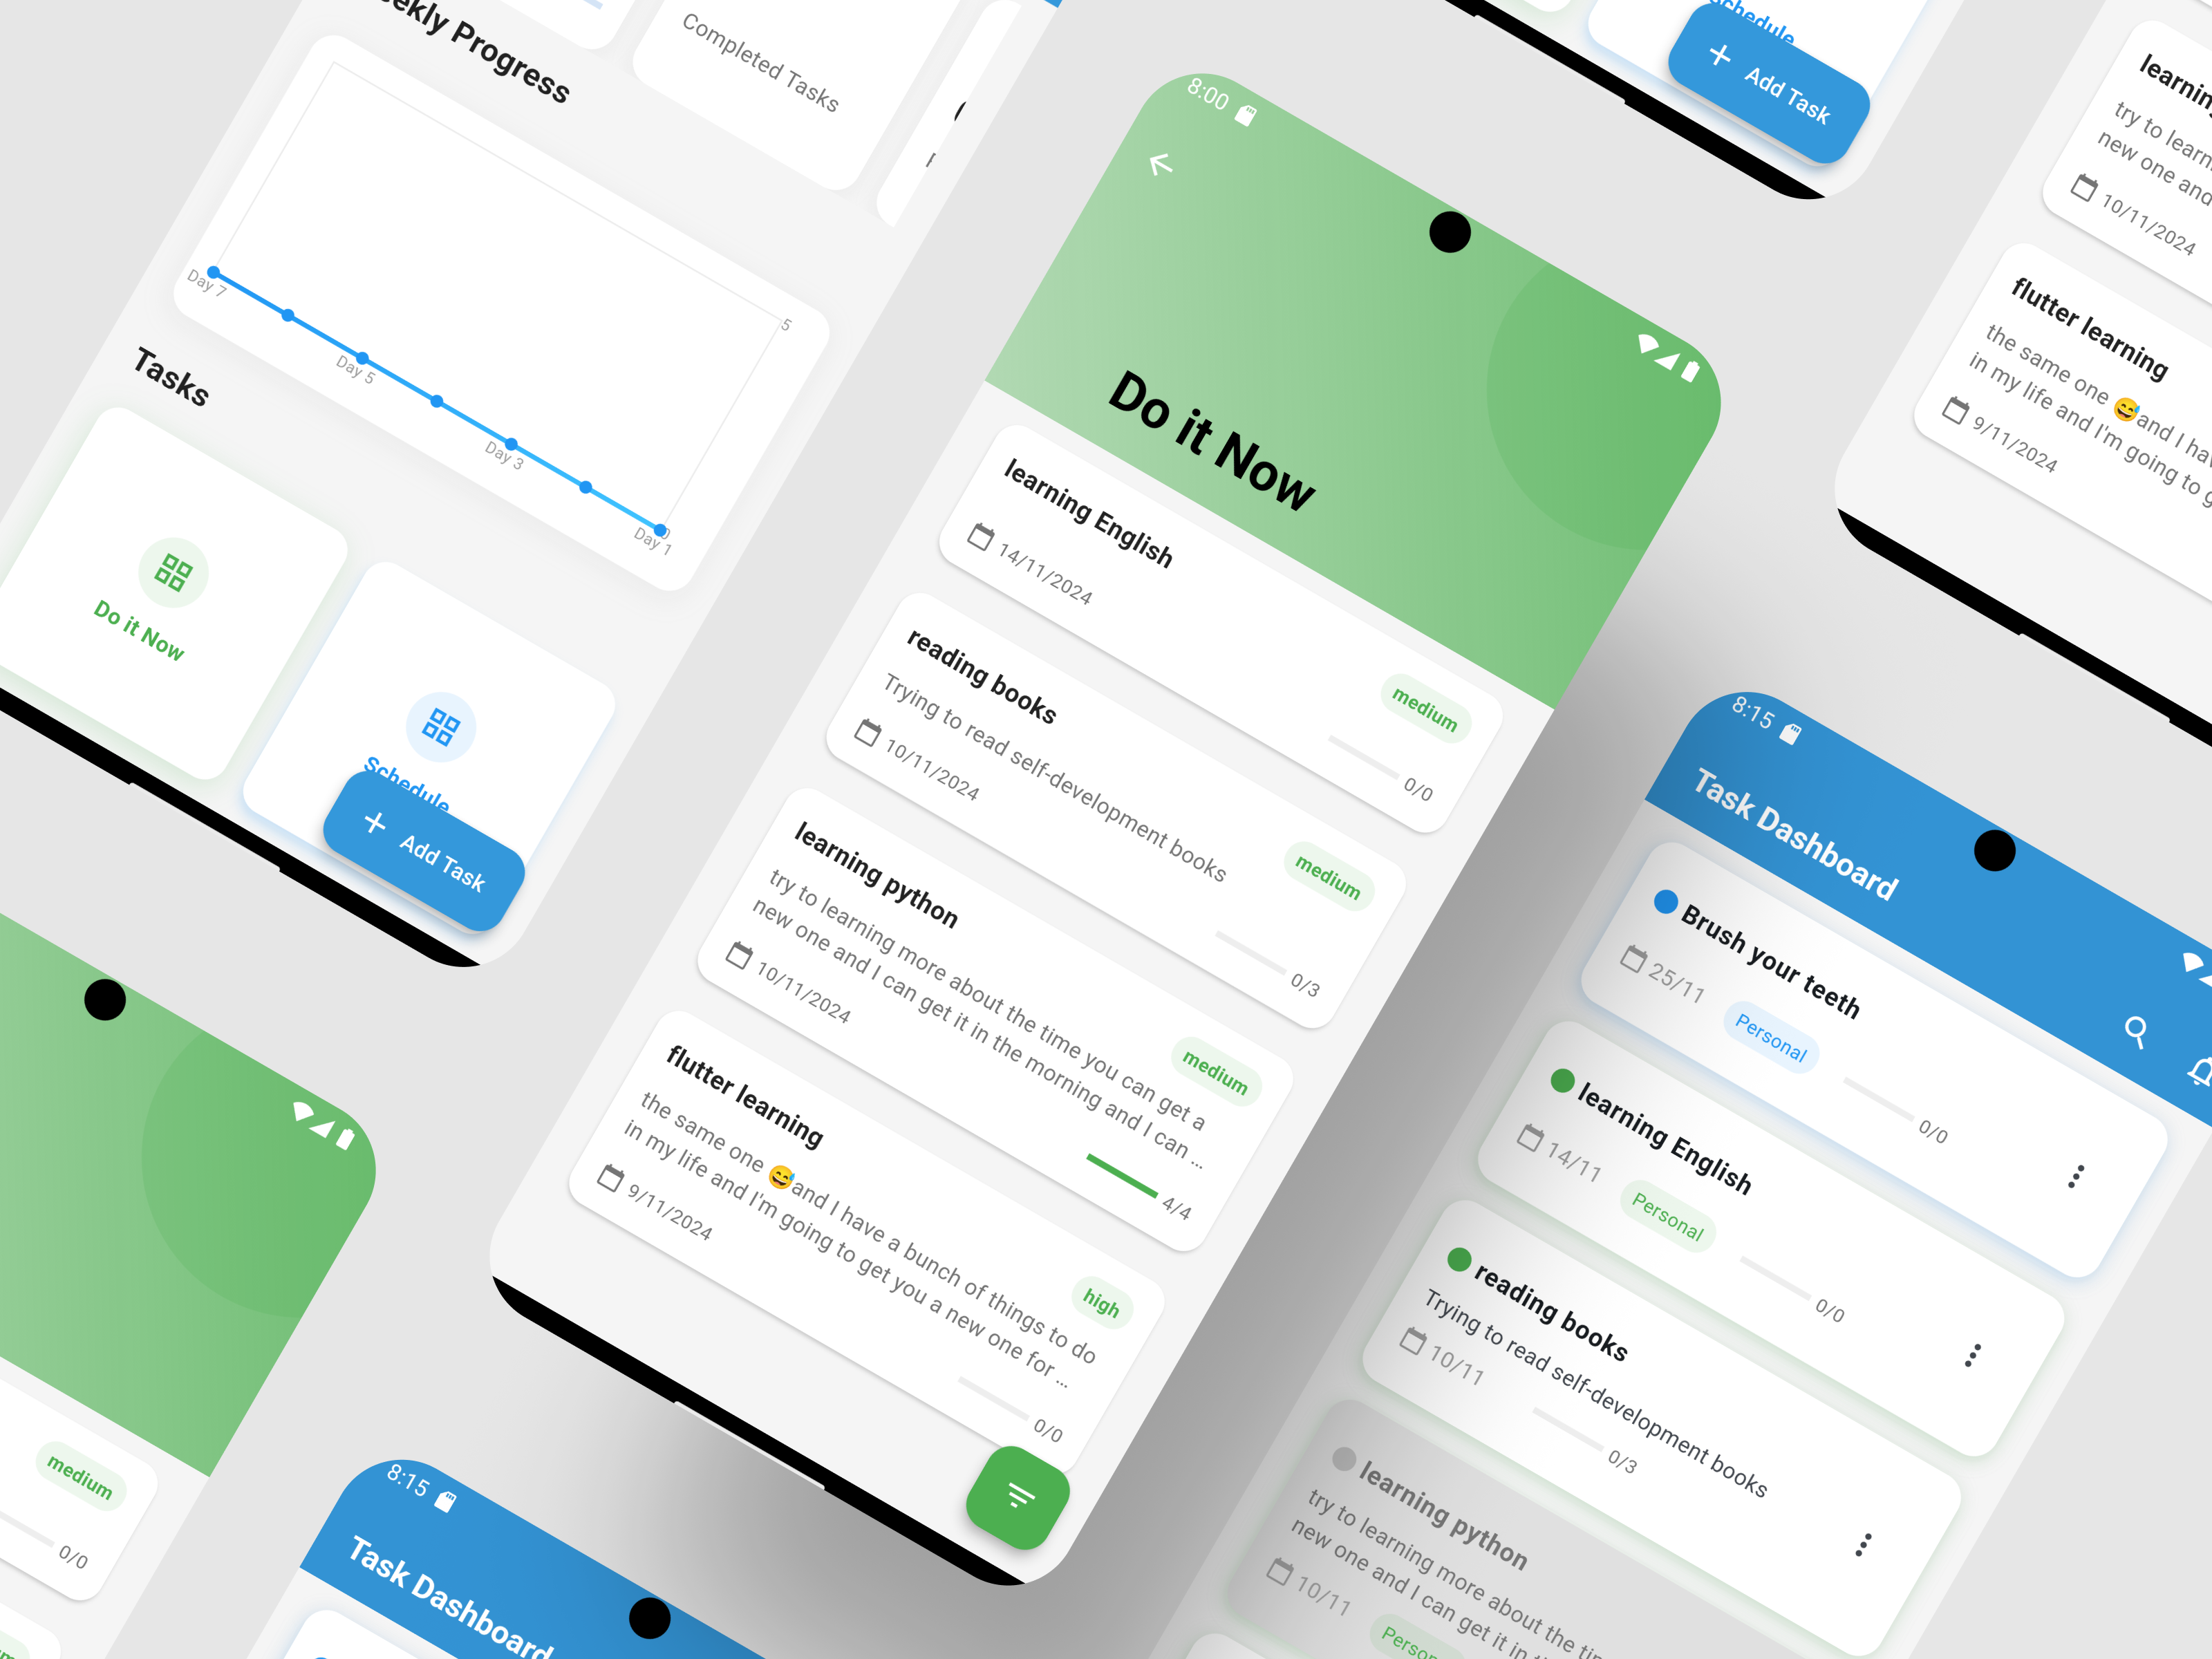 Weekly Progress
Completed Tasks
5
0
Day 7
Day 5
Day 3
Day 1
Tasks
Do it Now
Schedule
Add Task
8:00
Do it Now
learning English
14/11/2024
medium
0/0
reading books
Trying to read self-development books
10/11/2024
medium
0/3
learning python
try to learning more about the time you can get a
new one and I can get it in the morning and I can ...
10/11/2024
medium
4/4
flutter learning
the same one 😅and I have a bunch of things to do
in my life and I'm going to get you a new one for ...
9/11/2024
high
0/0
Schedule
Add Task
learning
try to learn
new one and
10/11/2024
flutter learning
the same one 😅and I hav
in my life and I'm going to g
9/11/2024
8:15
Task Dashboard
Brush your teeth
25/11
Personal
0/0
learning English
14/11
Personal
0/0
reading books
Trying to read self-development books
10/11
0/3
learning python
try to learning more about the tim
new one and I can get it in th
10/11
Person
medium
0/0
8:15
Task Dashboard